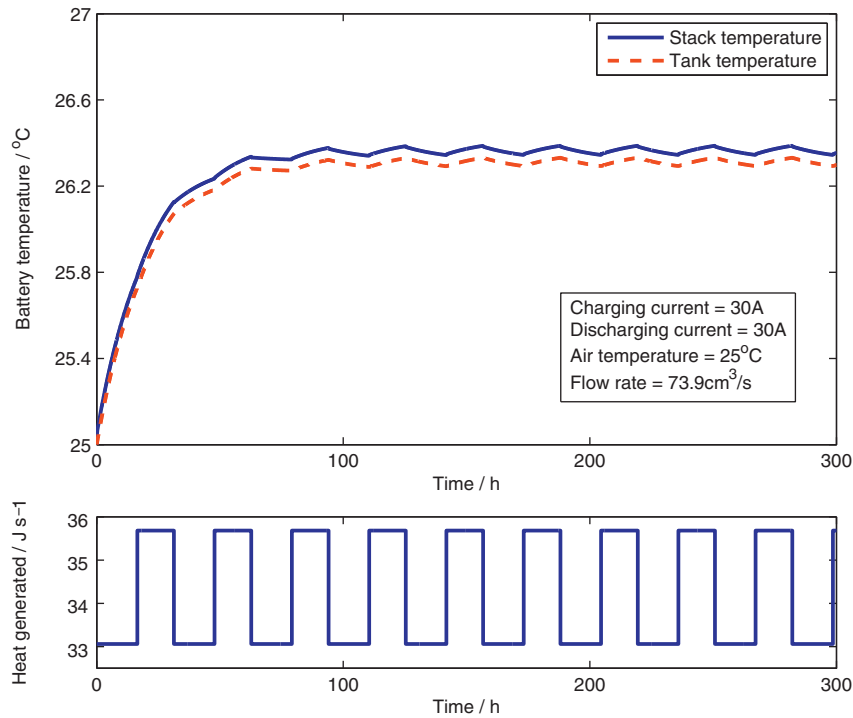 27
26.6
26.2
25.8
25.4
25
Battery temperature / °C
Stack temperature
Tank temperature
Charging current = 30A
Discharging current = 30A
Air temperature = 25°C
Flow rate = 73.9cm³/s
0
100
200
300
Time / h
36
35
34
33
Heat generated / J s−1
0
100
200
300
Time / h